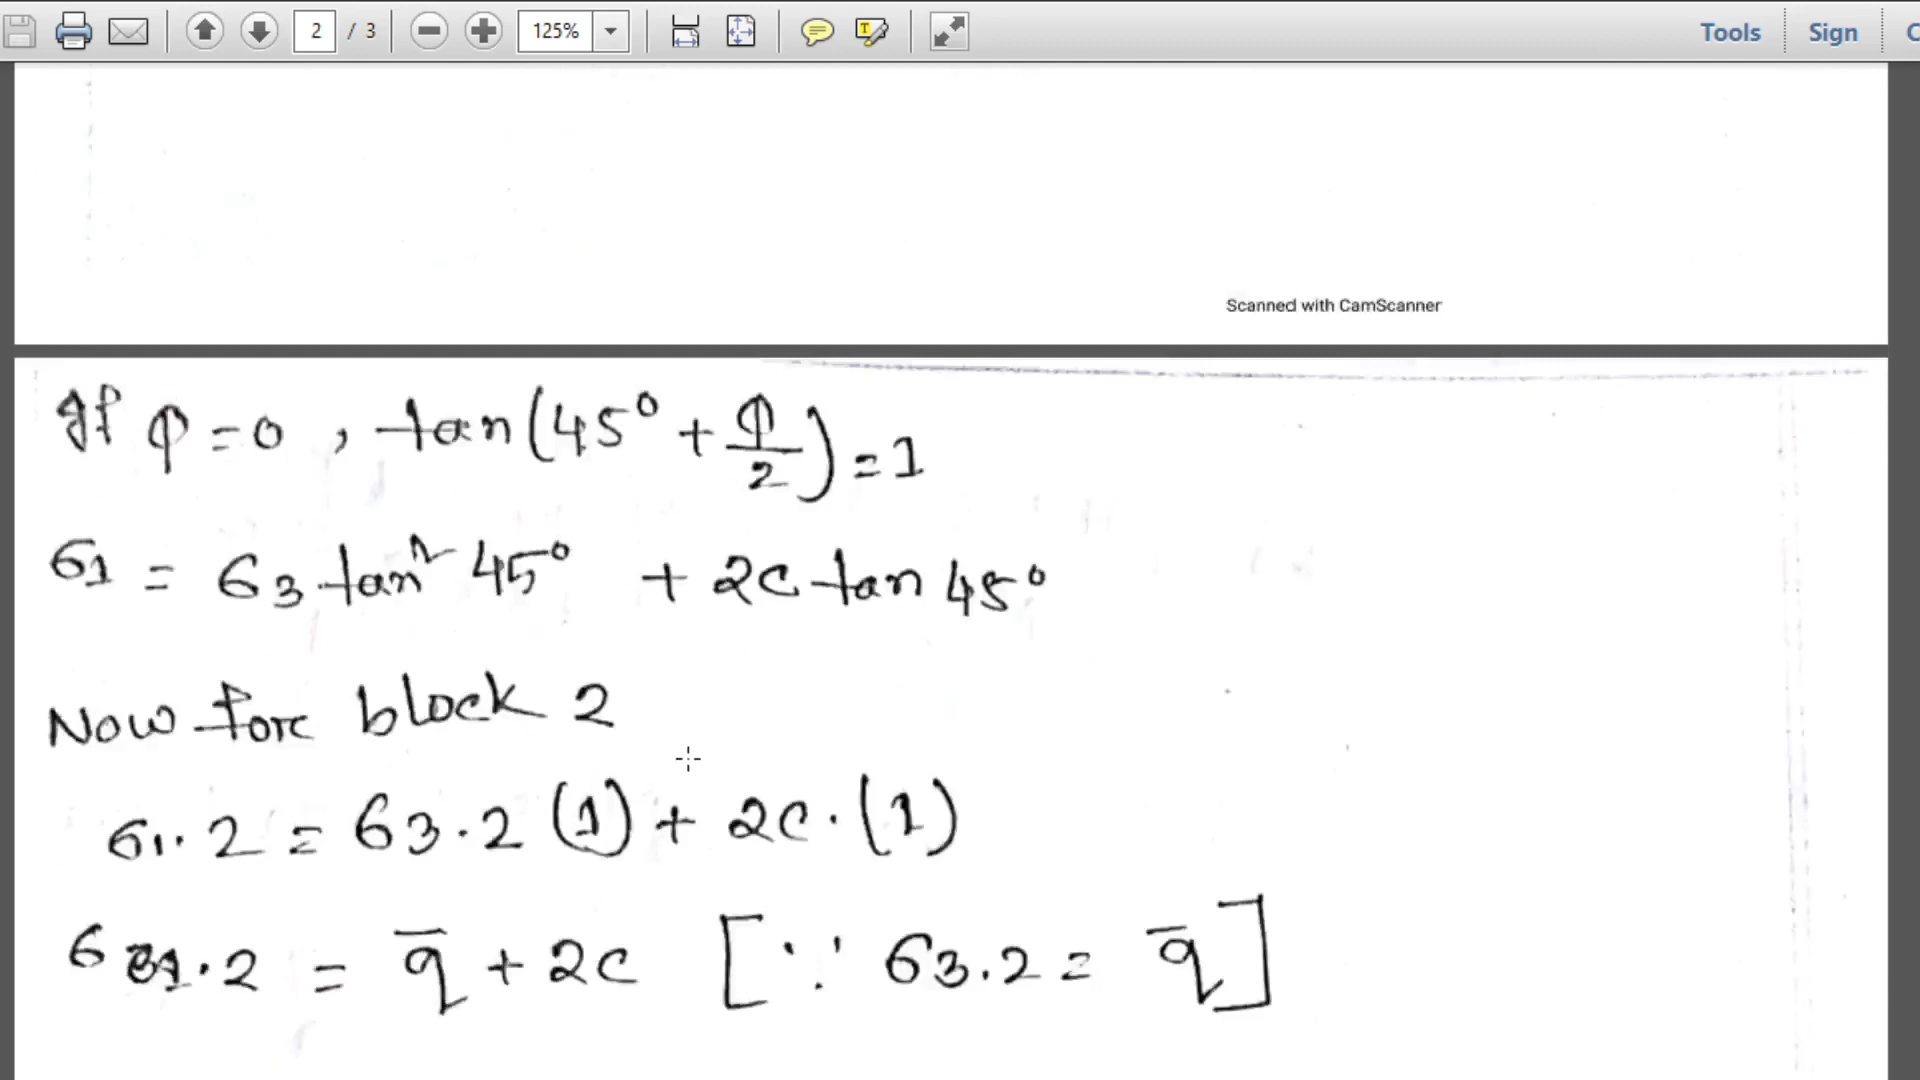 2 / 3 125% Tools Sign C
Scanned with CamScanner
If φ = 0 , tan(45° + φ/2) = 1
σ1 = σ3 tan² 45° + 2c tan 45°
Now for block 2
σ1.2 = σ3.2 (1) + 2c . (1)
σ1.2 = q̄ + 2c [∵ σ3.2 = q̄]